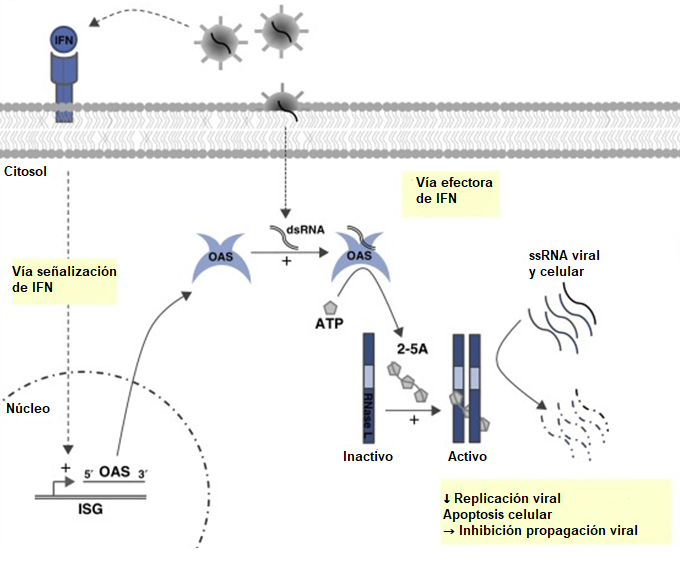 IFN
Citosol
Vía efectora
de IFN
dsRNA
OAS
+
OAS
ssRNA viral
y celular
Vía señalización
de IFN
ATP
2-5A
RNase L
+
Núcleo
Inactivo
Activo
+
5′ OAS 3′
ISG
↓ Replicación viral
Apoptosis celular
→ Inhibición propagación viral